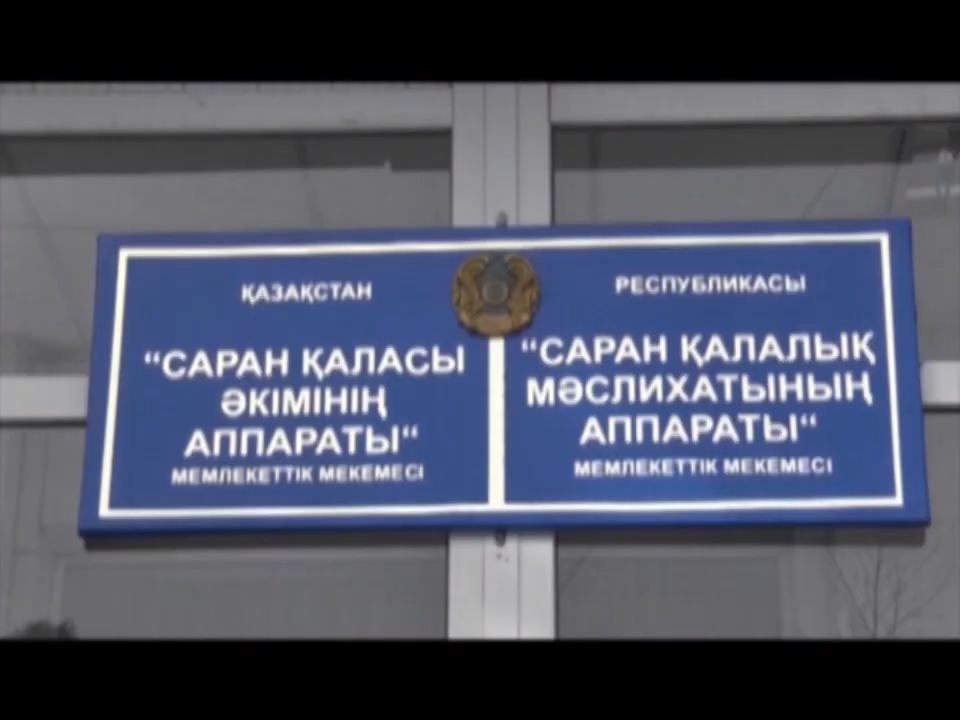 ҚАЗАҚСТАН РЕСПУБЛИКАСЫ
“САРАН ҚАЛАСЫ
ӘКІМІНІҢ
АППАРАТЫ“
МЕМЛЕКЕТТІК МЕКЕМЕСІ
“САРАН ҚАЛАЛЫҚ
МӘСЛИХАТЫНЫҢ
АППАРАТЫ“
МЕМЛЕКЕТТІК МЕКЕМЕСІ